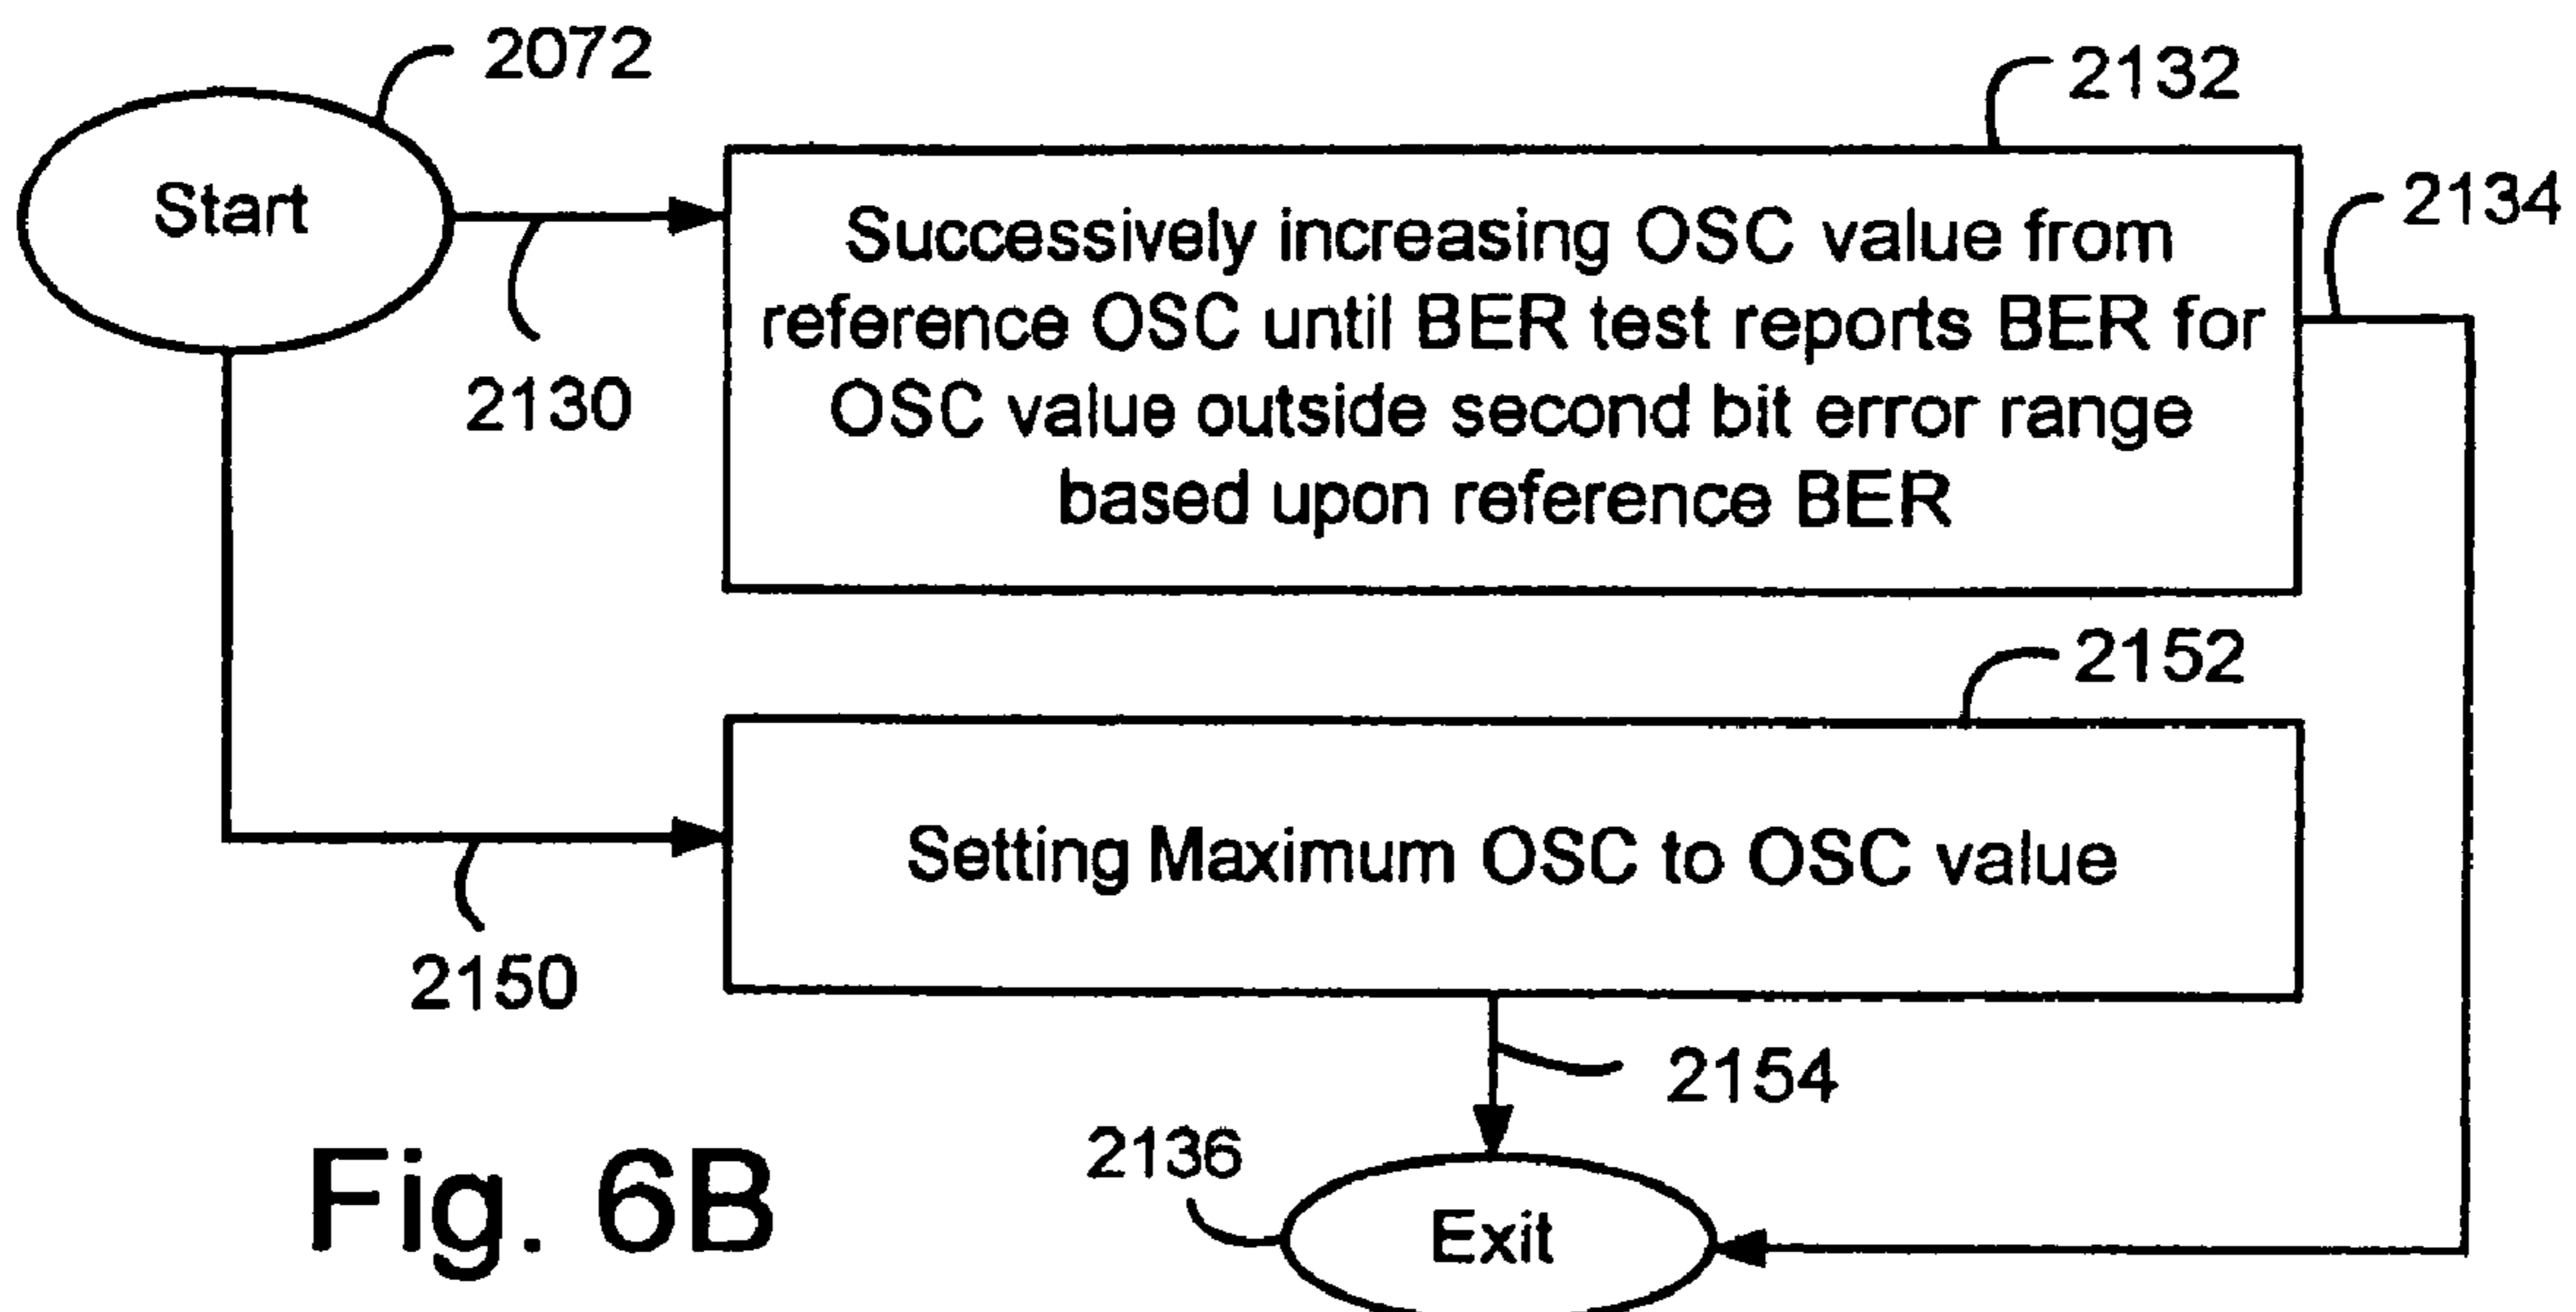 2072
Start
2130
2132
2134
Successively increasing OSC value from
reference OSC until BER test reports BER for
OSC value outside second bit error range
based upon reference BER
2152
Setting Maximum OSC to OSC value
2150
2154
2136
Exit
Fig. 6B